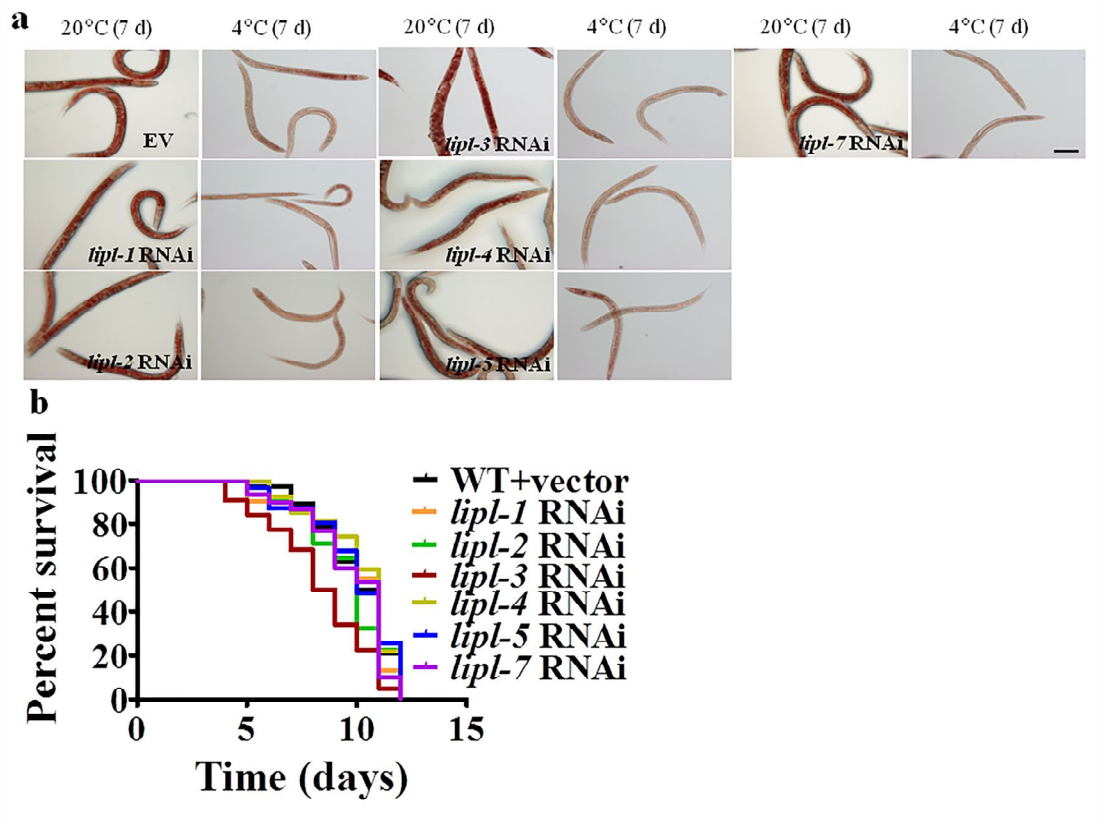 a
20°C (7 d) 4°C (7 d) 20°C (7 d) 4°C (7 d) 20°C (7 d) 4°C (7 d)
EV lipl-3 RNAi lipl-7 RNAi
lipl-1 RNAi lipl-4 RNAi
lipl-2 RNAi lipl-5 RNAi
b
Percent survival
100
80
60
40
20
0
0 5 10 15
Time (days)
WT+vector
lipl-1 RNAi
lipl-2 RNAi
lipl-3 RNAi
lipl-4 RNAi
lipl-5 RNAi
lipl-7 RNAi